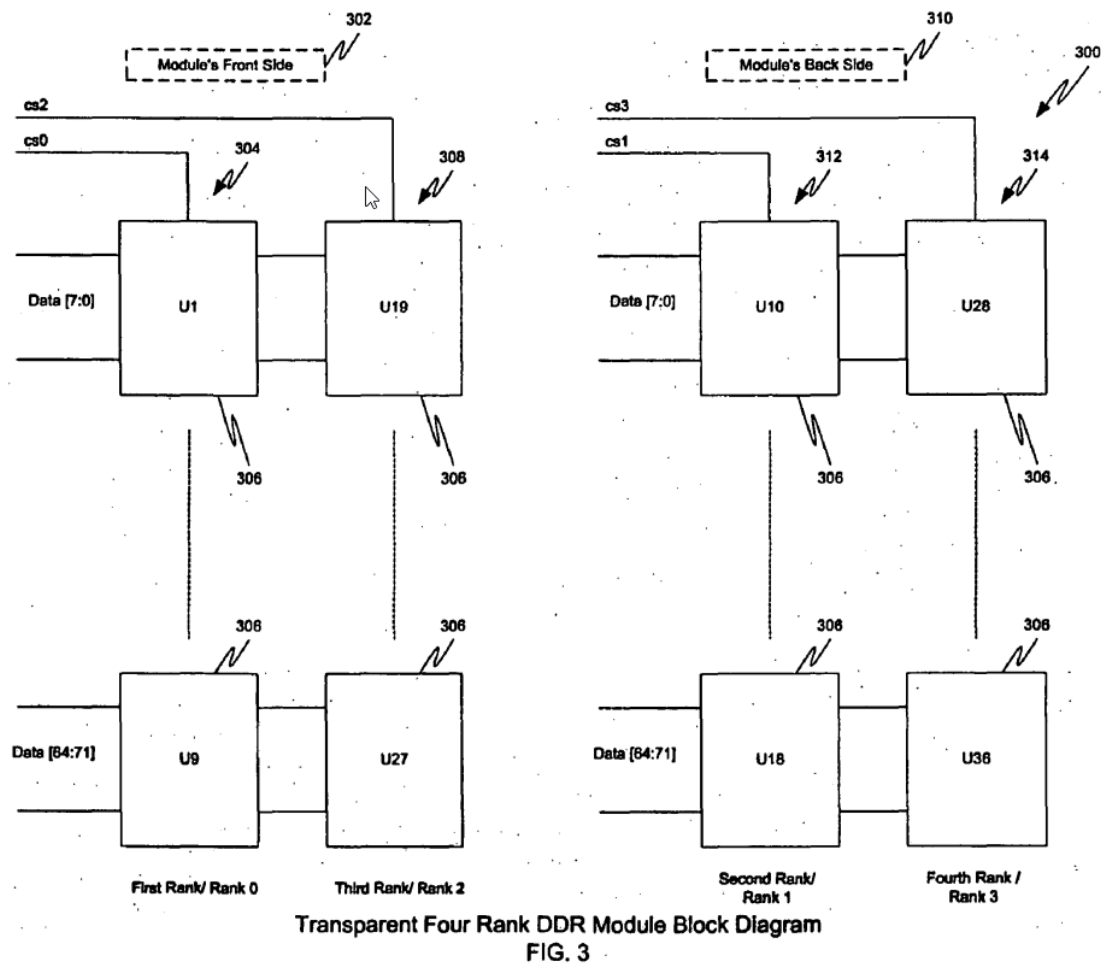 302
310
Module's Front Side
Module's Back Side
300
cs2
cs3
cs0
cs1
304
308
312
314
Data [7:0]
U1
U19
Data [7:0]
U10
U28
306
306
306
306
306
306
306
306
Data [64:71]
U9
U27
Data [64:71]
U18
U36
First Rank/ Rank 0
Third Rank/ Rank 2
Second Rank/
Rank 1
Fourth Rank /
Rank 3
Transparent Four Rank DDR Module Block Diagram
FIG. 3